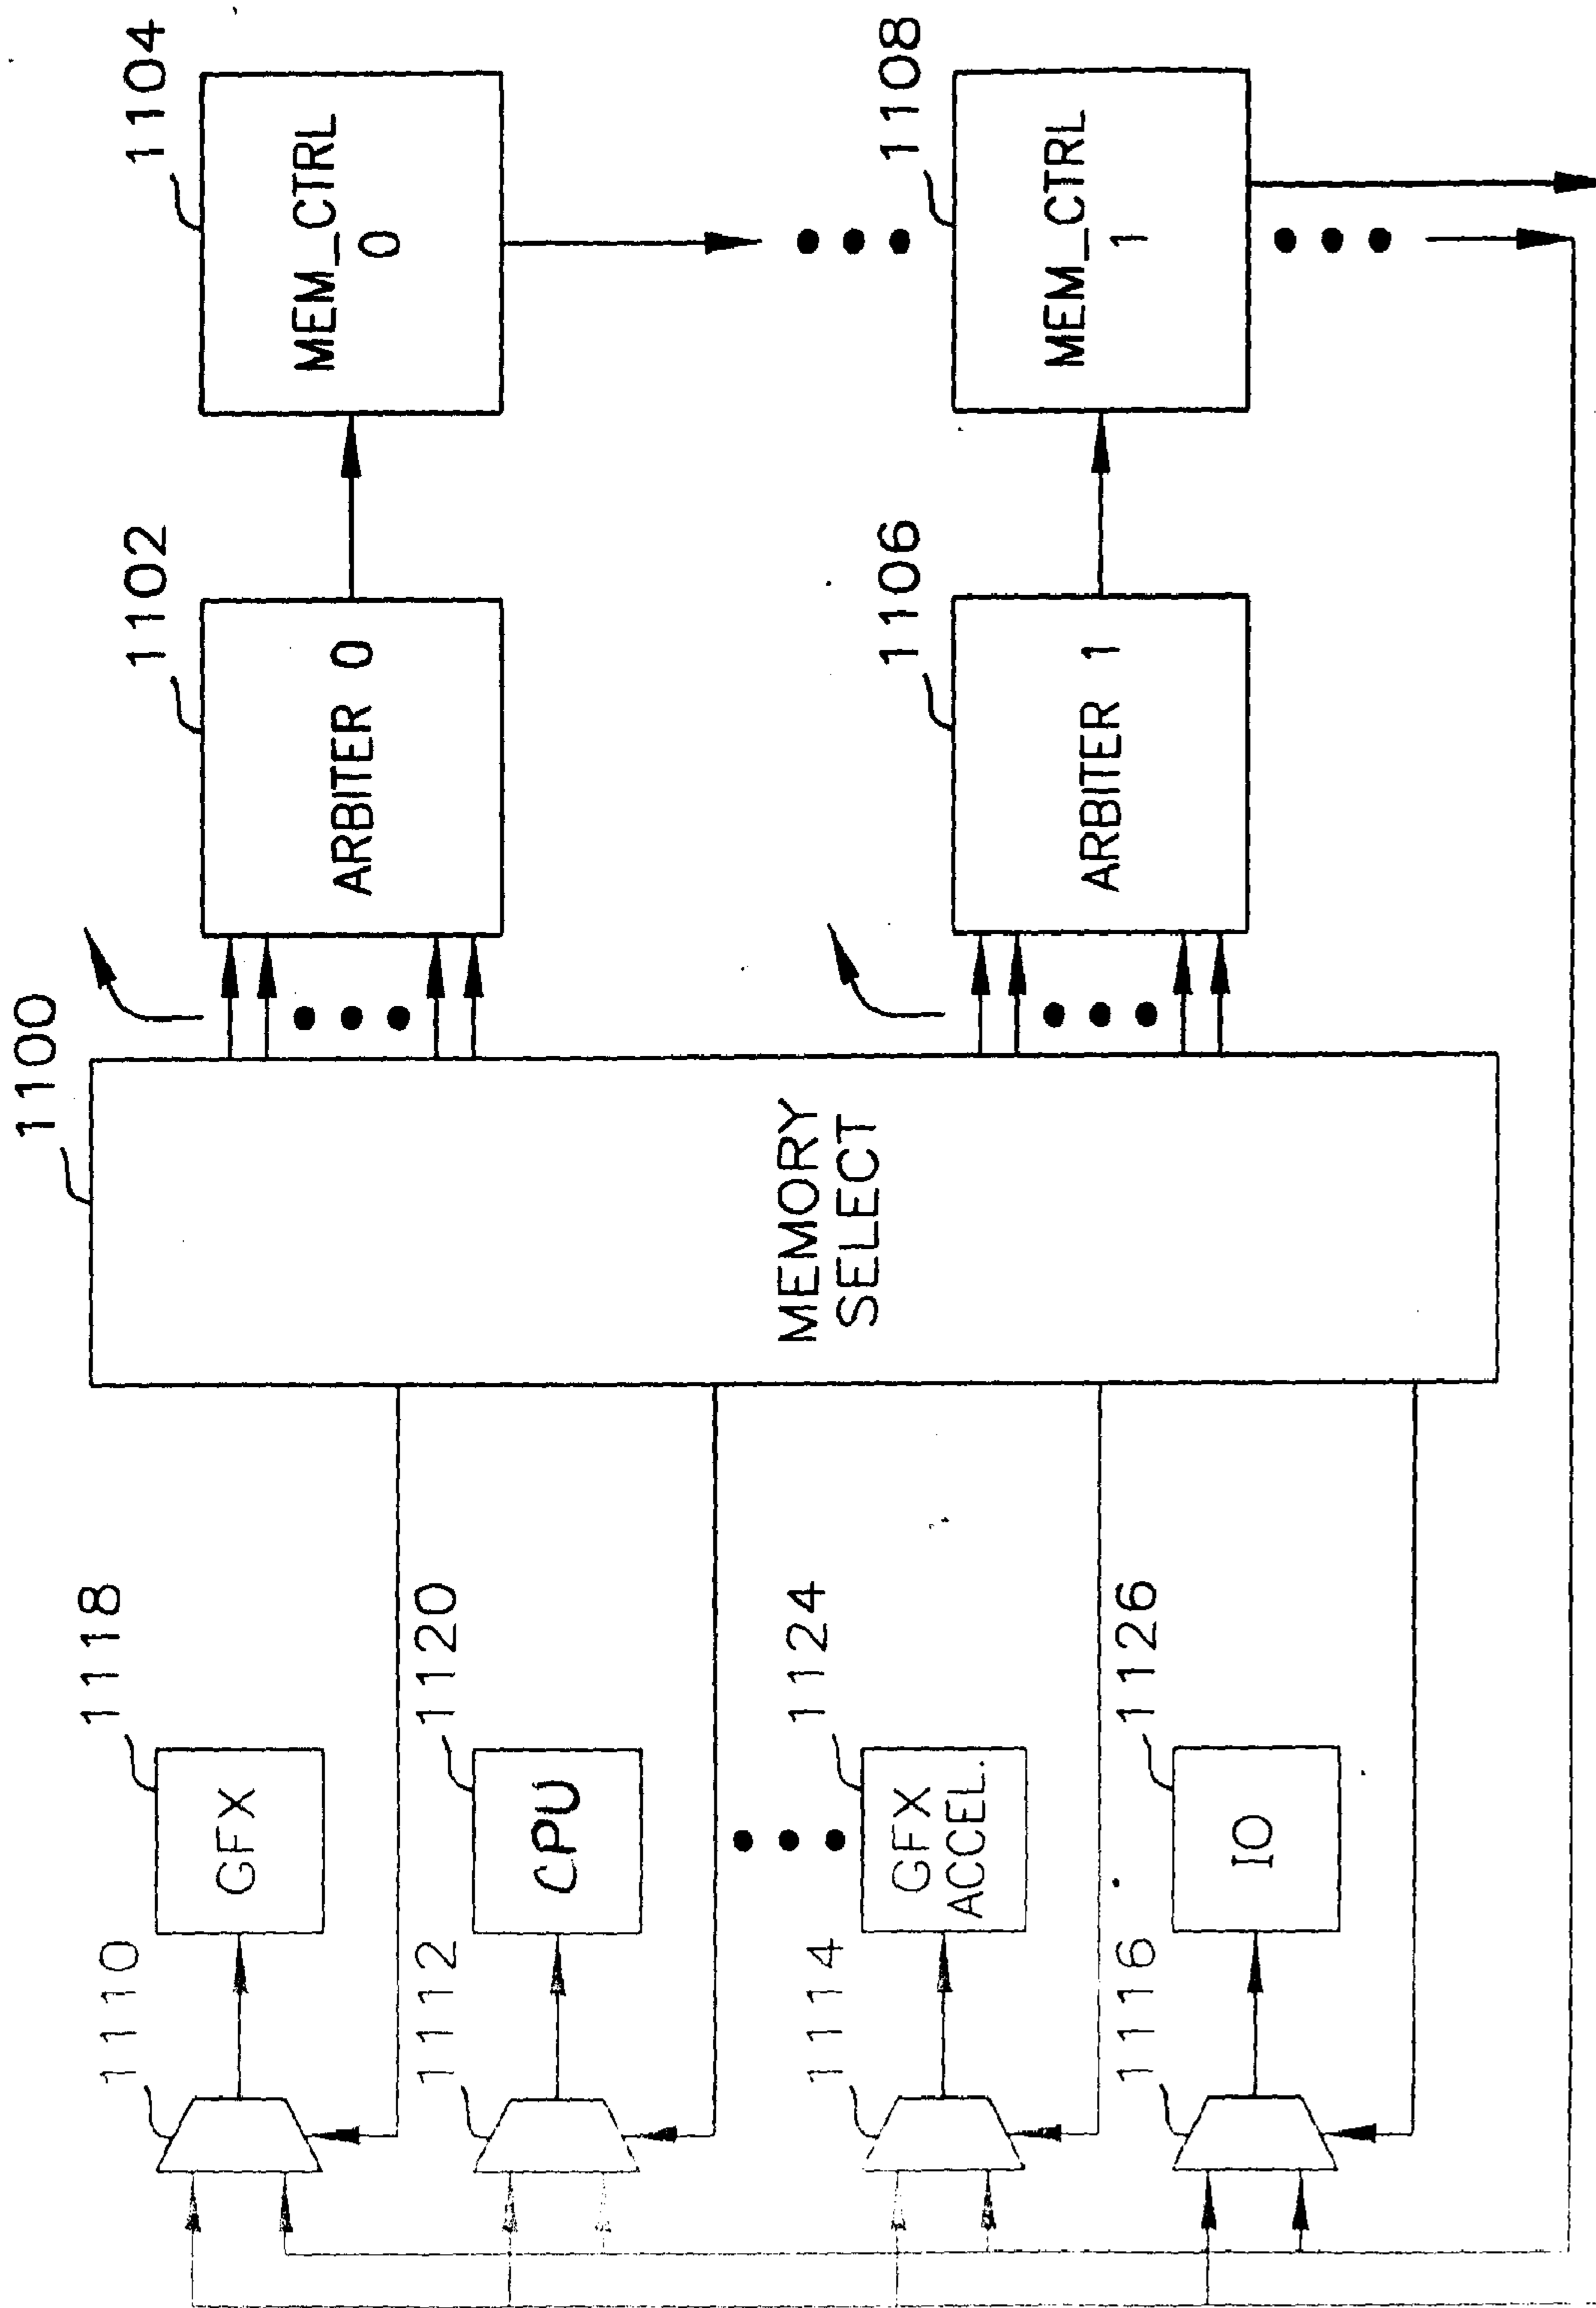 1100
1118
GFX
1110
1102
ARBITER 0
1104
MEM_CTRL
0
1120
CPU
1112
MEMORY
SELECT
1124
GFX
ACCEL.
1114
1106
ARBITER 1
1108
MEM_CTRL
1
1126
IO
1116